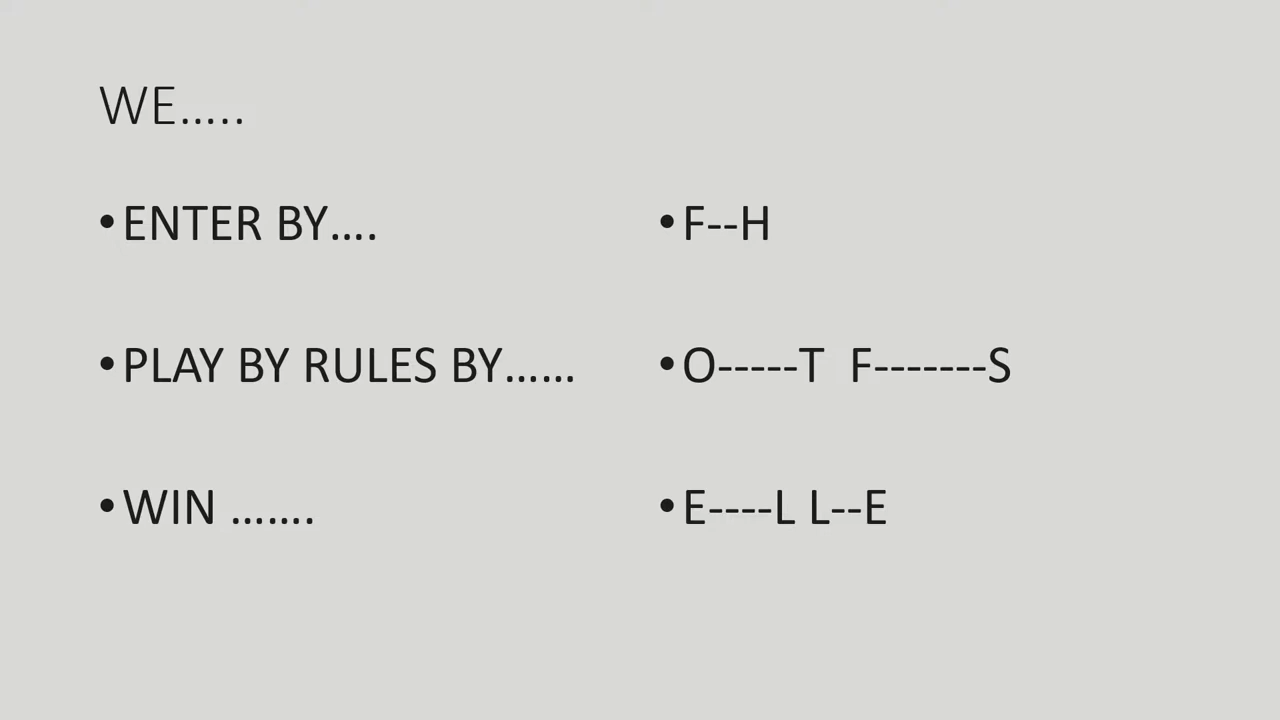 WE.....
•ENTER BY....
•F--H
•PLAY BY RULES BY......
•O-----T  F-------S
•WIN .......
•E----L L--E